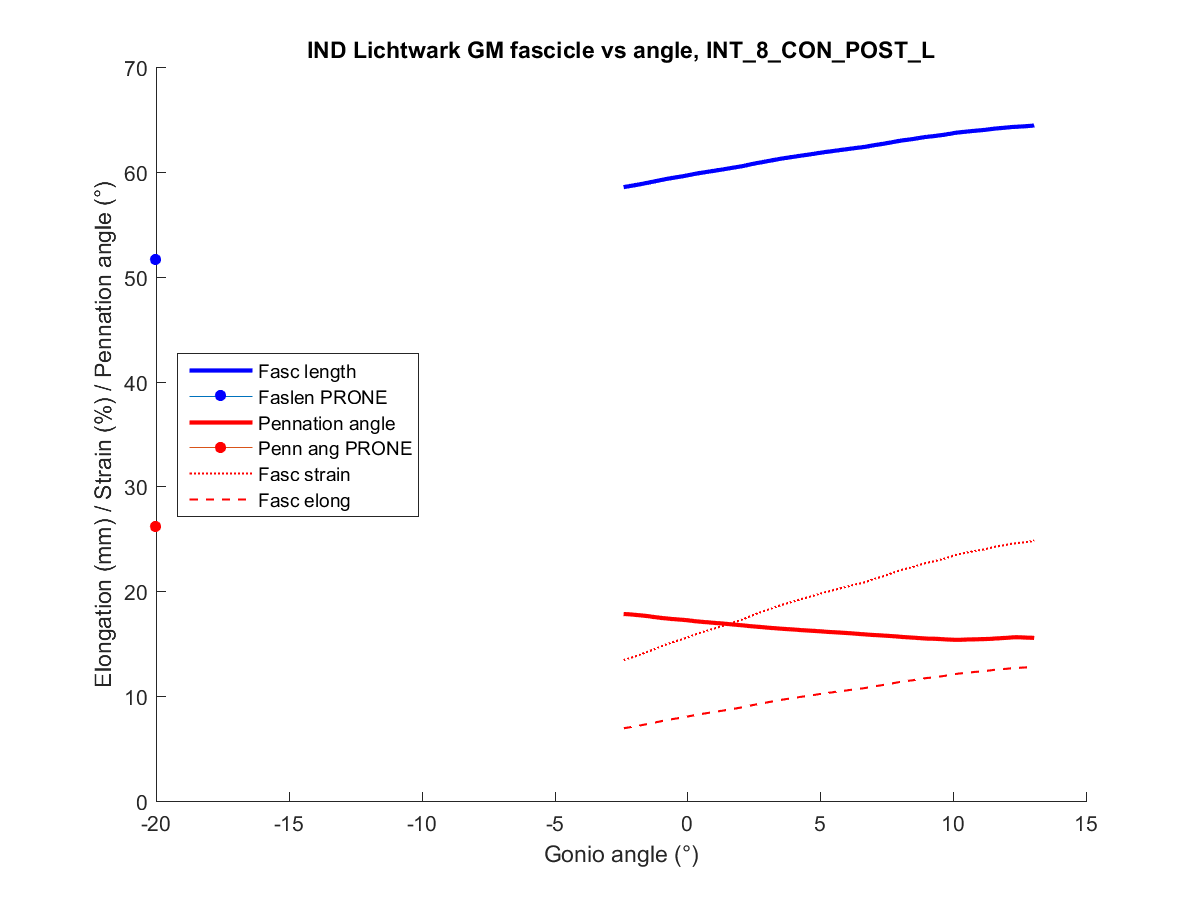 IND Lichtwark GM fascicle vs angle, INT_8_CON_POST_L
Elongation (mm) / Strain (%) / Pennation angle (°)
70
60
50
40
30
20
10
0
Fasc length
Faslen PRONE
Pennation angle
Penn ang PRONE
Fasc strain
Fasc elong
-20
-15
-10
-5
0
5
10
15
Gonio angle (°)